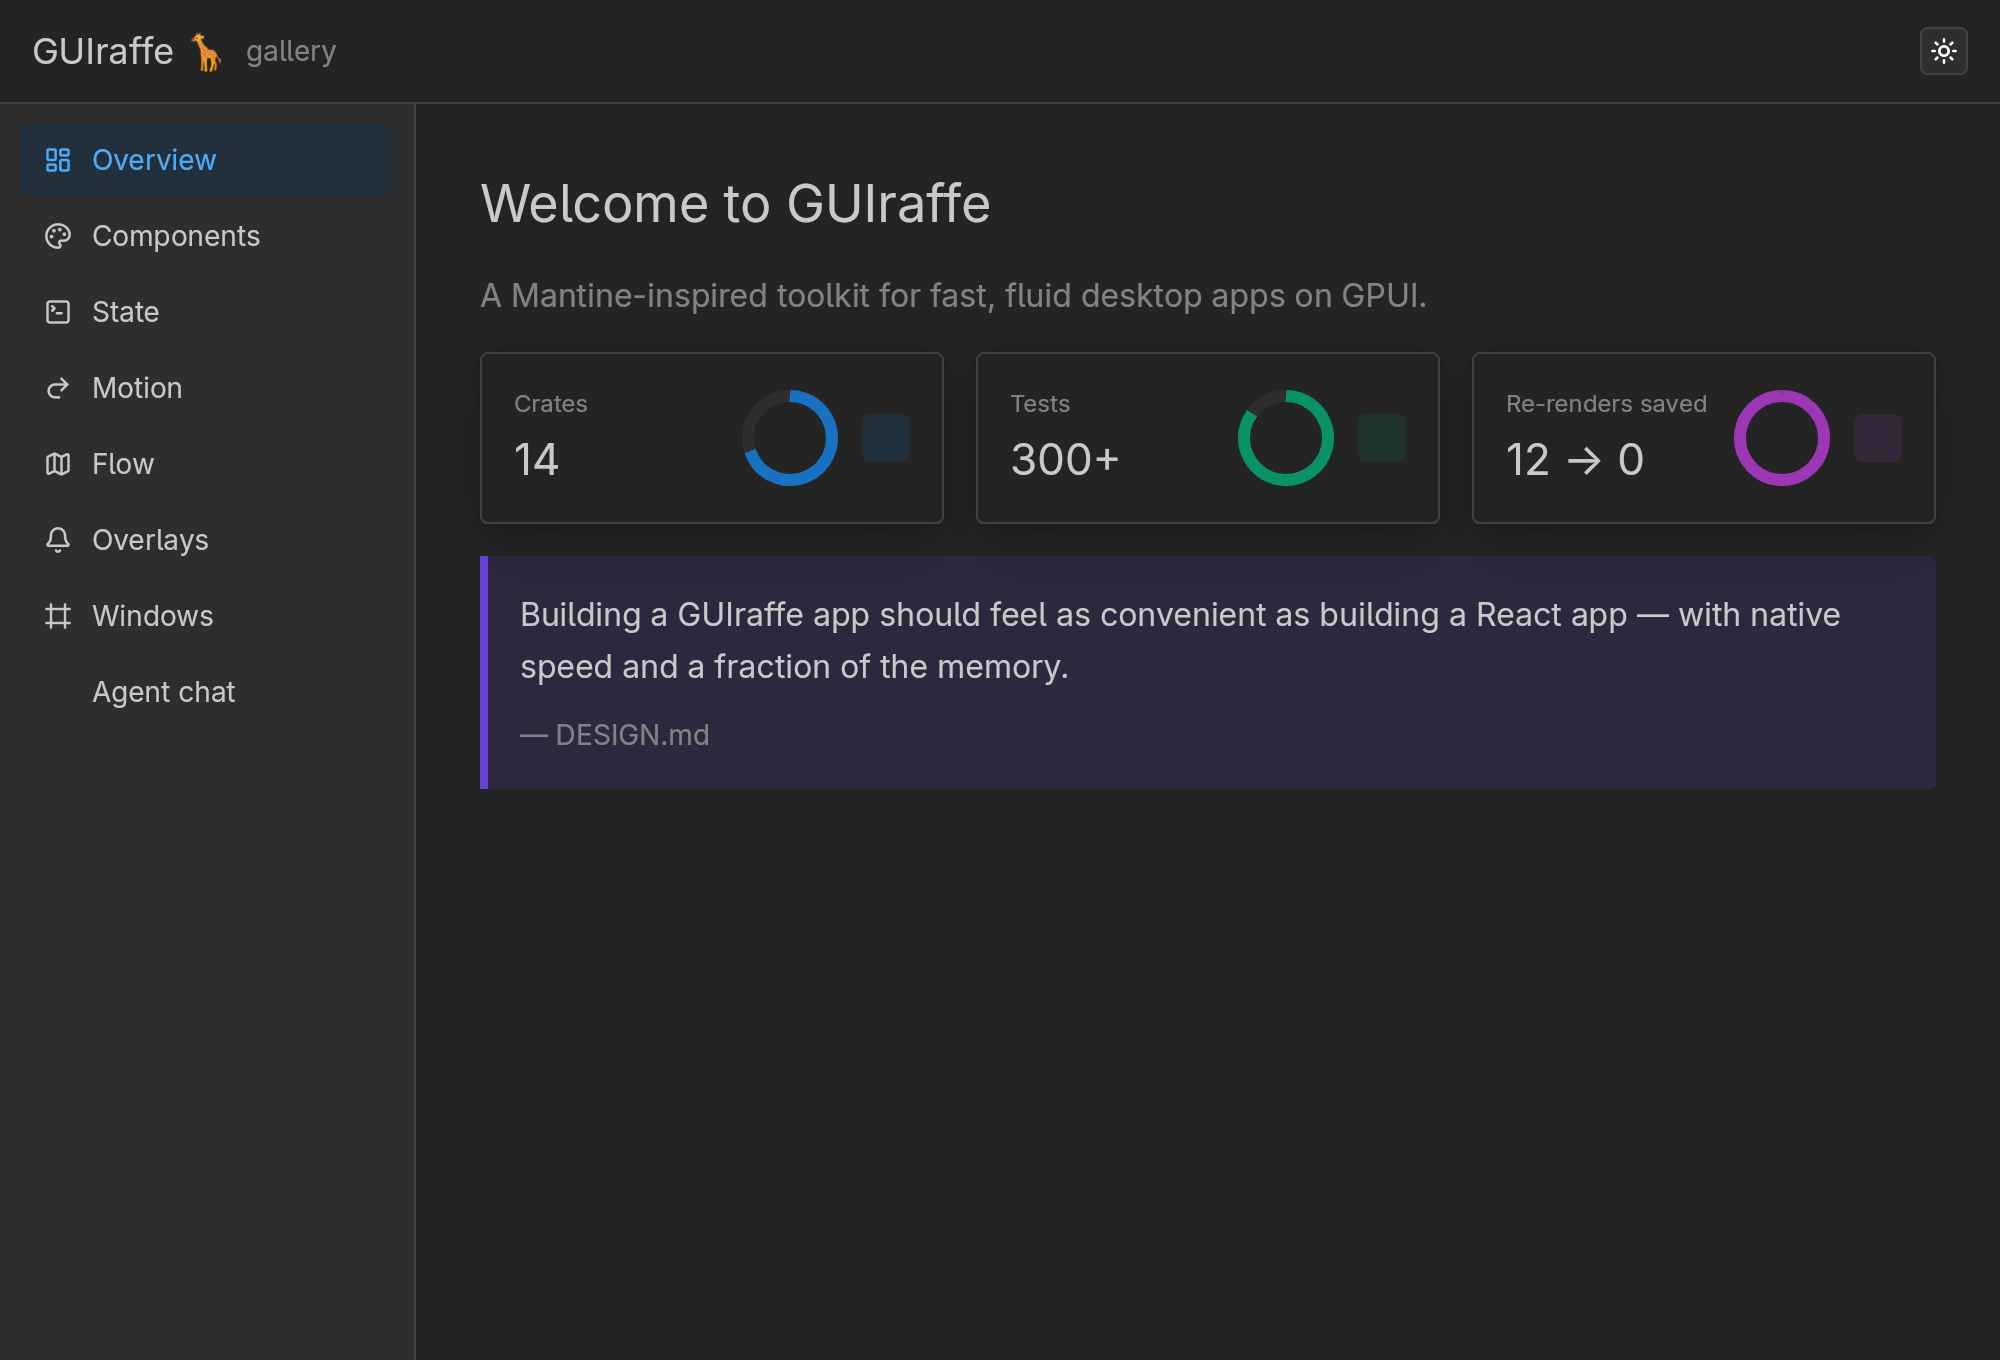 GUIraffe 🦒 gallery
Overview
Components
State
Motion
Flow
Overlays
Windows
Agent chat
Welcome to GUIraffe
A Mantine-inspired toolkit for fast, fluid desktop apps on GPUI.
Crates
14
Tests
300+
Re-renders saved
12 → 0
Building a GUIraffe app should feel as convenient as building a React app — with native
speed and a fraction of the memory.
— DESIGN.md